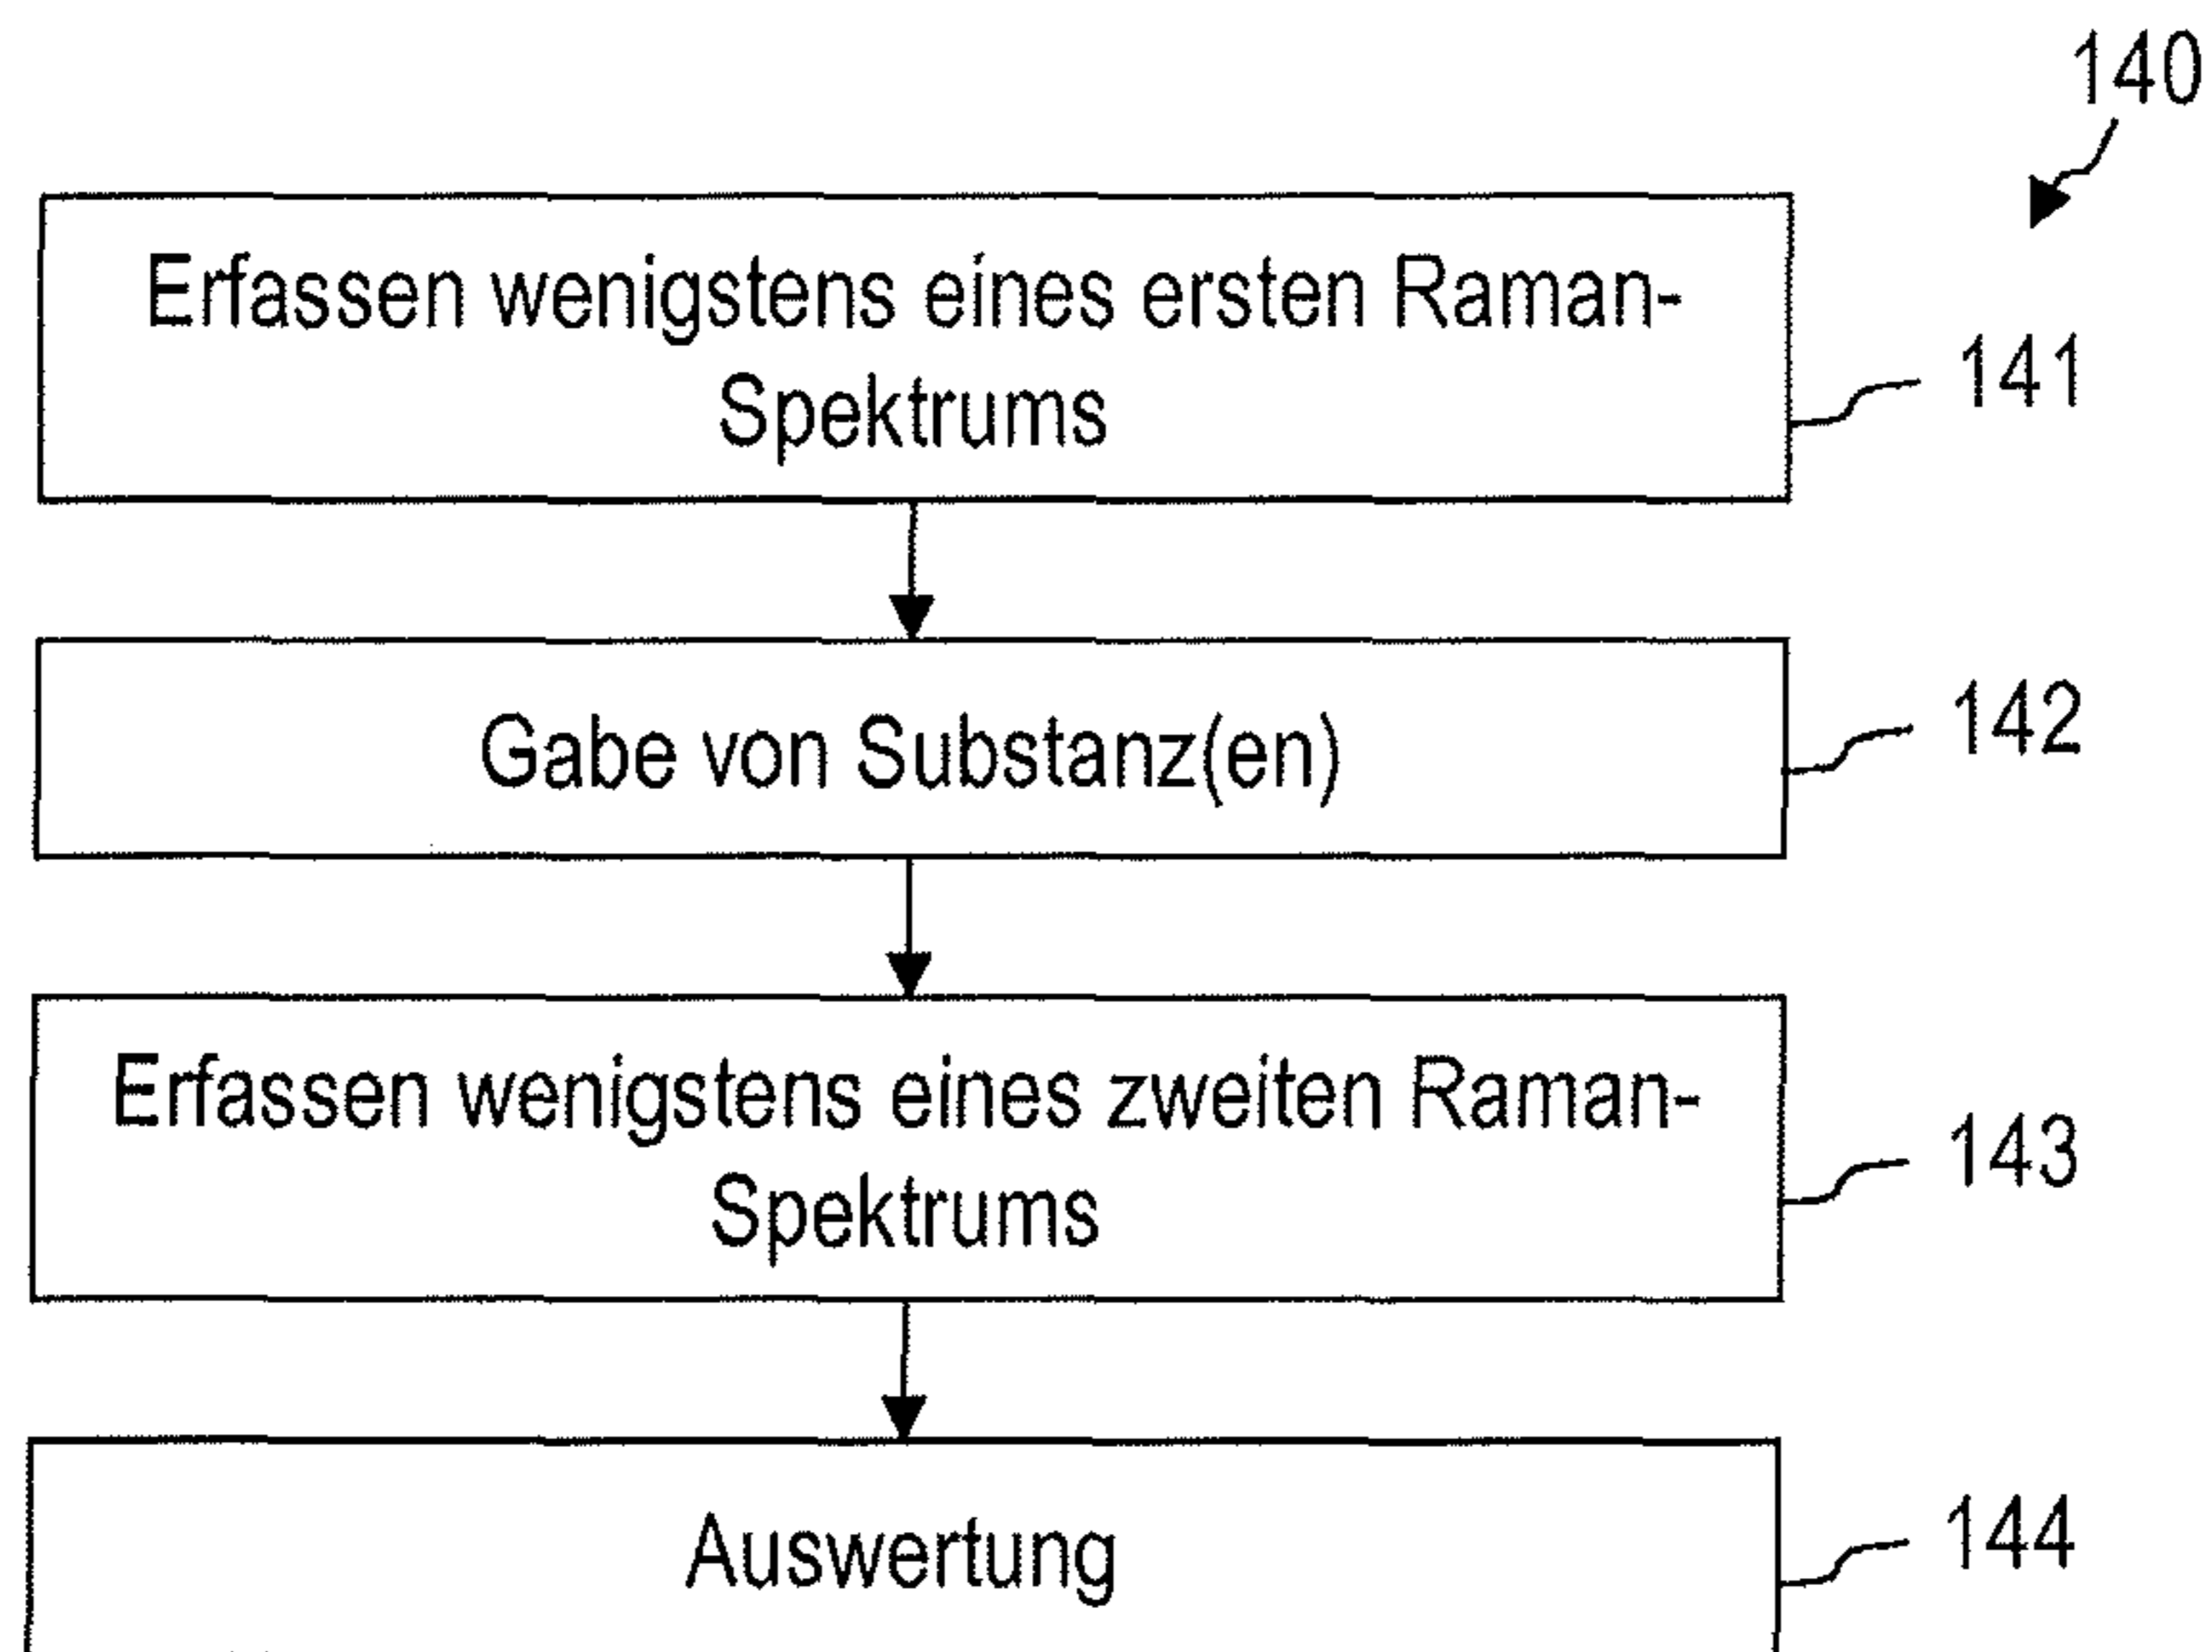 140
Erfassen wenigstens eines ersten Raman-
Spektrums
141
Gabe von Substanz(en)
142
Erfassen wenigstens eines zweiten Raman-
Spektrums
143
Auswertung
144